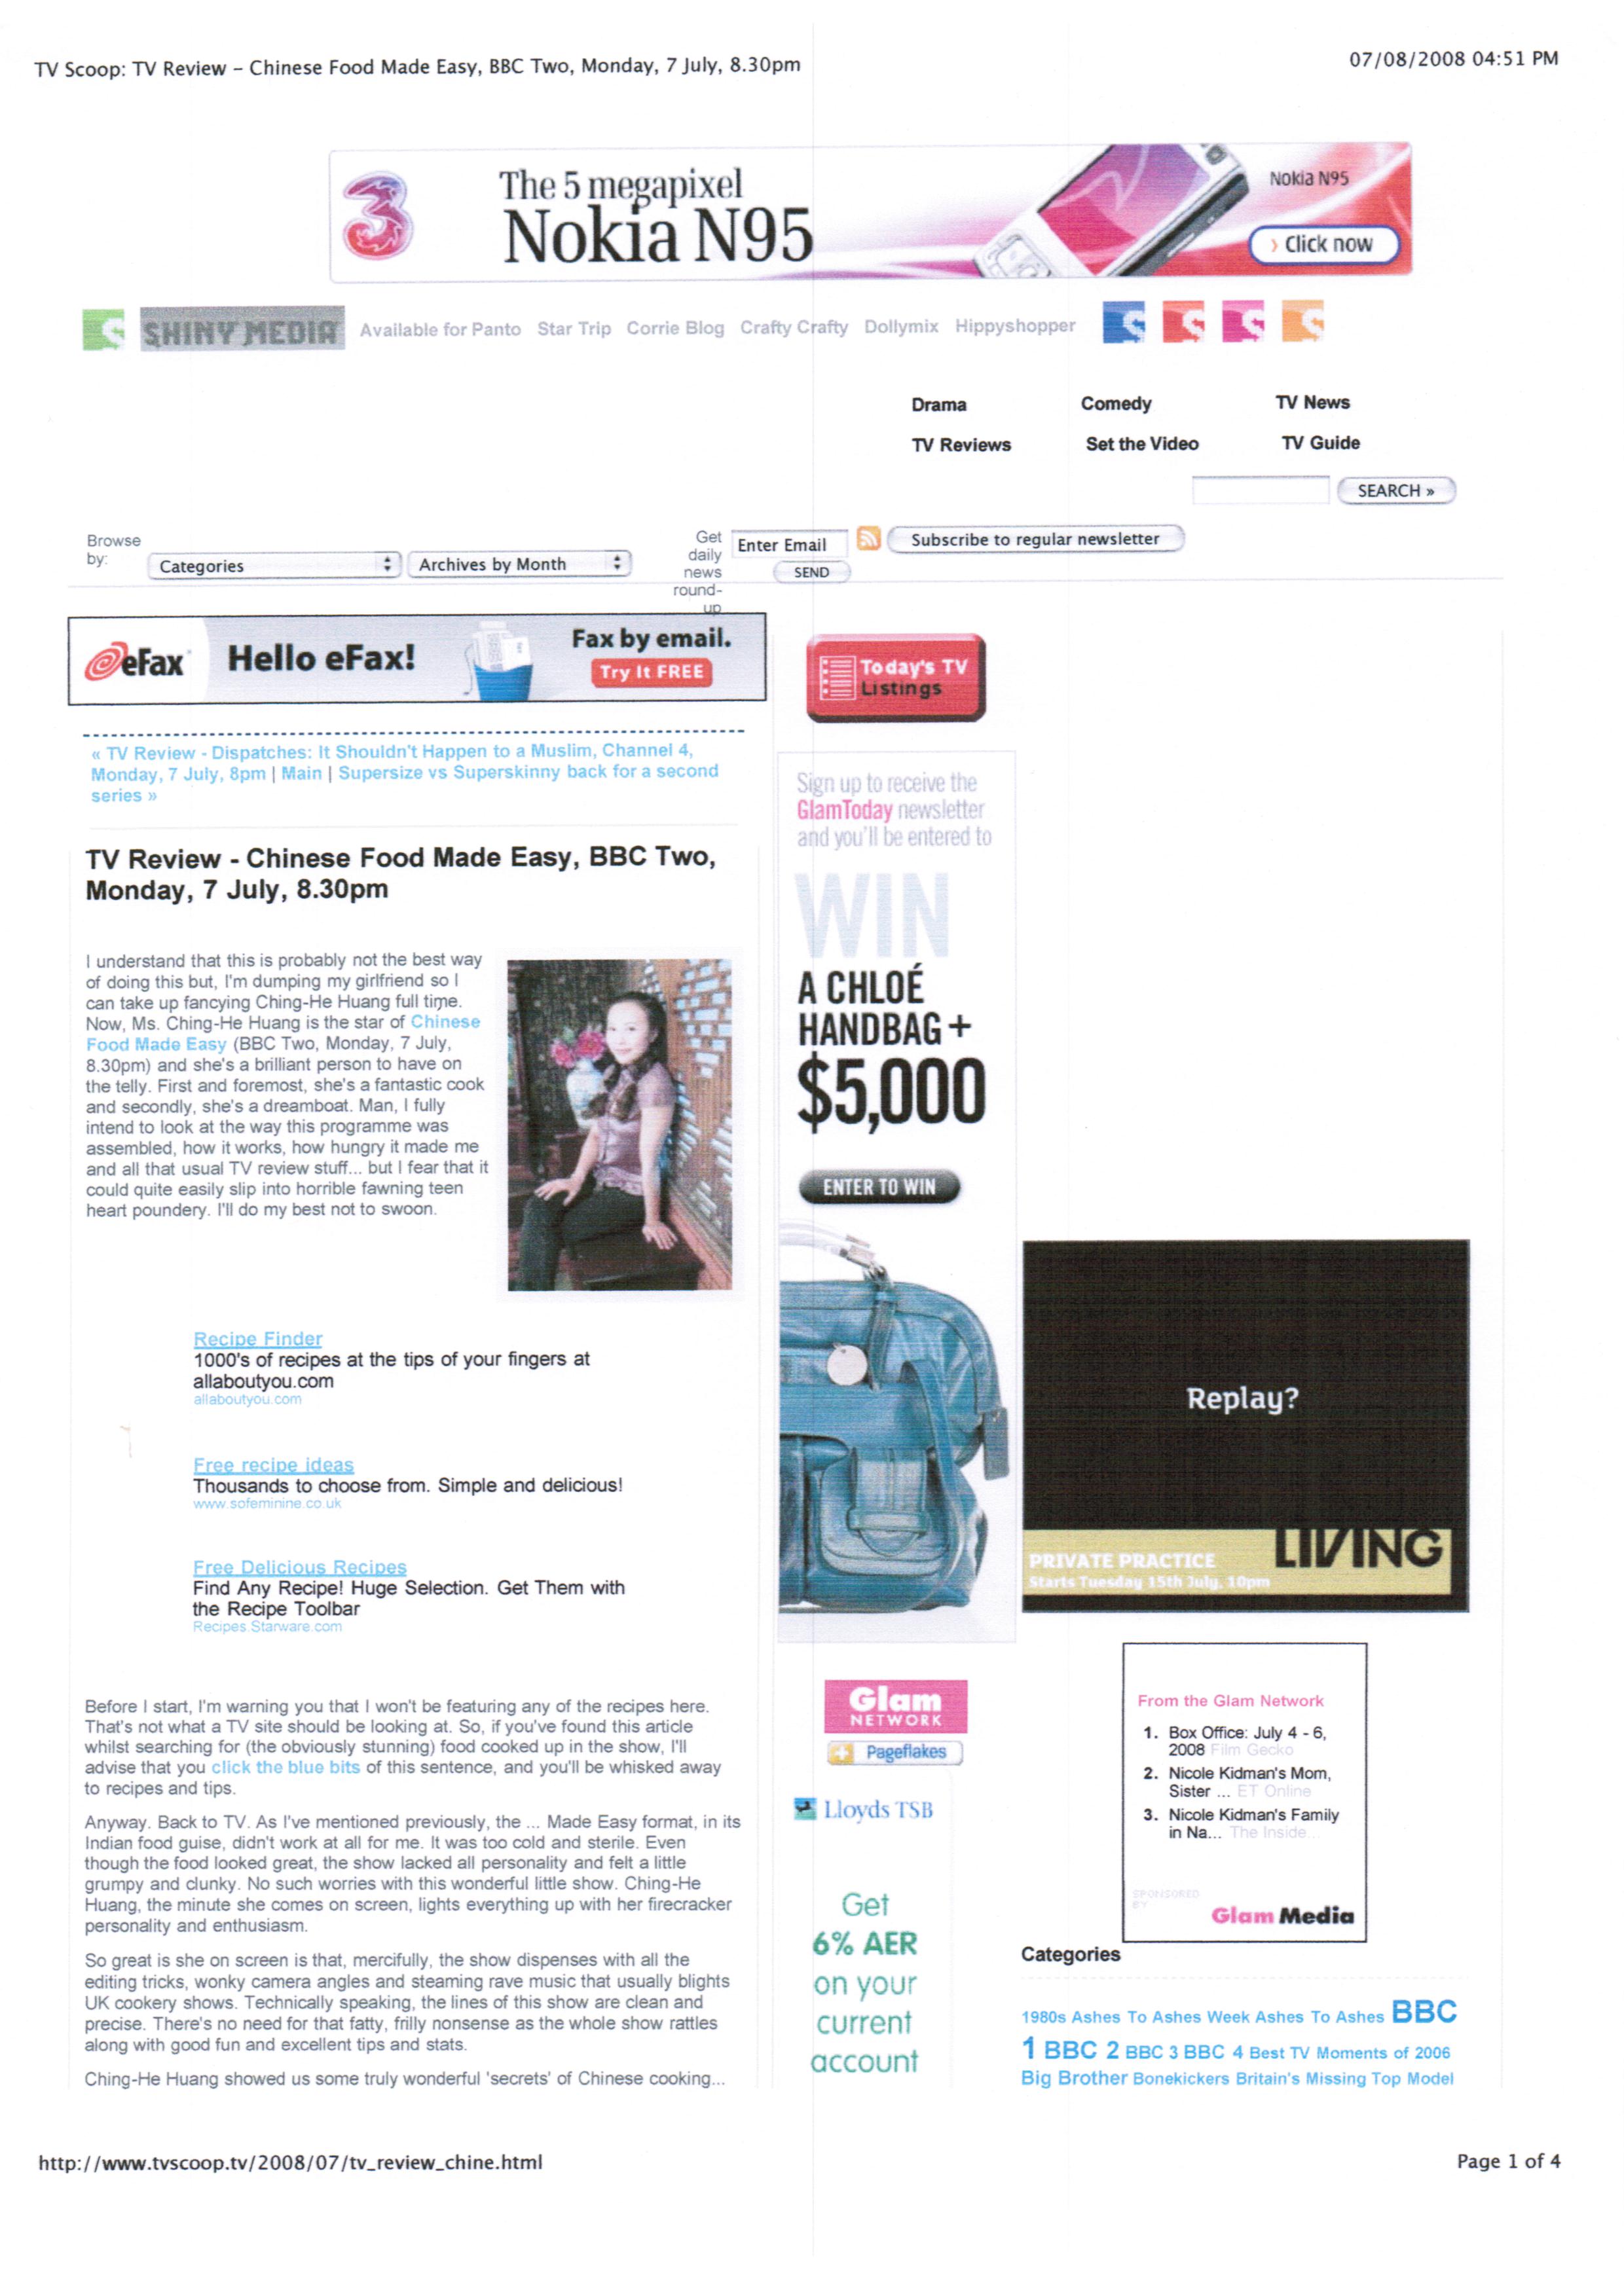 TV Scoop: TV Review – Chinese Food Made Easy, BBC Two, Monday, 7 July, 8.30pm
07/08/2008 04:51 PM
3
The 5 megapixel
Nokia N95
Nokia N95
› Click now
SHINY MEDIA
Available for Panto Star Trip Corrie Blog Crafty Crafty Dollymix Hippyshopper
Drama Comedy TV News
TV Reviews Set the Video TV Guide
SEARCH »
Browse
by:
Categories
Archives by Month
Get
daily
news
round-
up
Enter Email
SEND
Subscribe to regular newsletter
eFax
Hello eFax!
Fax by email.
Try It FREE
« TV Review - Dispatches: It Shouldn't Happen to a Muslim, Channel 4,
Monday, 7 July, 8pm | Main | Supersize vs Superskinny back for a second
series »
TV Review - Chinese Food Made Easy, BBC Two,
Monday, 7 July, 8.30pm
I understand that this is probably not the best way
of doing this but, I'm dumping my girlfriend so I
can take up fancying Ching-He Huang full time.
Now, Ms. Ching-He Huang is the star of Chinese
Food Made Easy (BBC Two, Monday, 7 July,
8.30pm) and she's a brilliant person to have on
the telly. First and foremost, she's a fantastic cook
and secondly, she's a dreamboat. Man, I fully
intend to look at the way this programme was
assembled, how it works, how hungry it made me
and all that usual TV review stuff... but I fear that it
could quite easily slip into horrible fawning teen
heart poundery. I'll do my best not to swoon.
Recipe Finder
1000's of recipes at the tips of your fingers at
allaboutyou.com
allaboutyou.com
Free recipe ideas
Thousands to choose from. Simple and delicious!
www.sofeminine.co.uk
Free Delicious Recipes
Find Any Recipe! Huge Selection. Get Them with
the Recipe Toolbar
Recipes.Starware.com
Before I start, I'm warning you that I won't be featuring any of the recipes here.
That's not what a TV site should be looking at. So, if you've found this article
whilst searching for (the obviously stunning) food cooked up in the show, I'll
advise that you click the blue bits of this sentence, and you'll be whisked away
to recipes and tips.
Anyway. Back to TV. As I've mentioned previously, the ... Made Easy format, in its
Indian food guise, didn't work at all for me. It was too cold and sterile. Even
though the food looked great, the show lacked all personality and felt a little
grumpy and clunky. No such worries with this wonderful little show. Ching-He
Huang, the minute she comes on screen, lights everything up with her firecracker
personality and enthusiasm.
So great is she on screen is that, mercifully, the show dispenses with all the
editing tricks, wonky camera angles and steaming rave music that usually blights
UK cookery shows. Technically speaking, the lines of this show are clean and
precise. There's no need for that fatty, frilly nonsense as the whole show rattles
along with good fun and excellent tips and stats.
Ching-He Huang showed us some truly wonderful 'secrets' of Chinese cooking...
Today's TV
Listings
Sign up to receive the
GlamToday newsletter
and you'll be entered to
WIN
A CHLOÉ
HANDBAG +
$5,000
ENTER TO WIN
Glam
NETWORK
Pageflakes
Lloyds TSB
Get
6% AER
on your
current
account
Replay?
LIVING
PRIVATE PRACTICE
Starts Tuesday 15th July, 10pm
From the Glam Network
1. Box Office: July 4 - 6,
2008 Film Gecko
2. Nicole Kidman's Mom,
Sister ... ET Online
3. Nicole Kidman's Family
in Na... The Inside...
SPONSORED
BY
Glam Media
Categories
1980s Ashes To Ashes Week Ashes To Ashes BBC
1 BBC 2 BBC 3 BBC 4 Best TV Moments of 2006
Big Brother Bonekickers Britain's Missing Top Model
http://www.tvscoop.tv/2008/07/tv_review_chine.html
Page 1 of 4